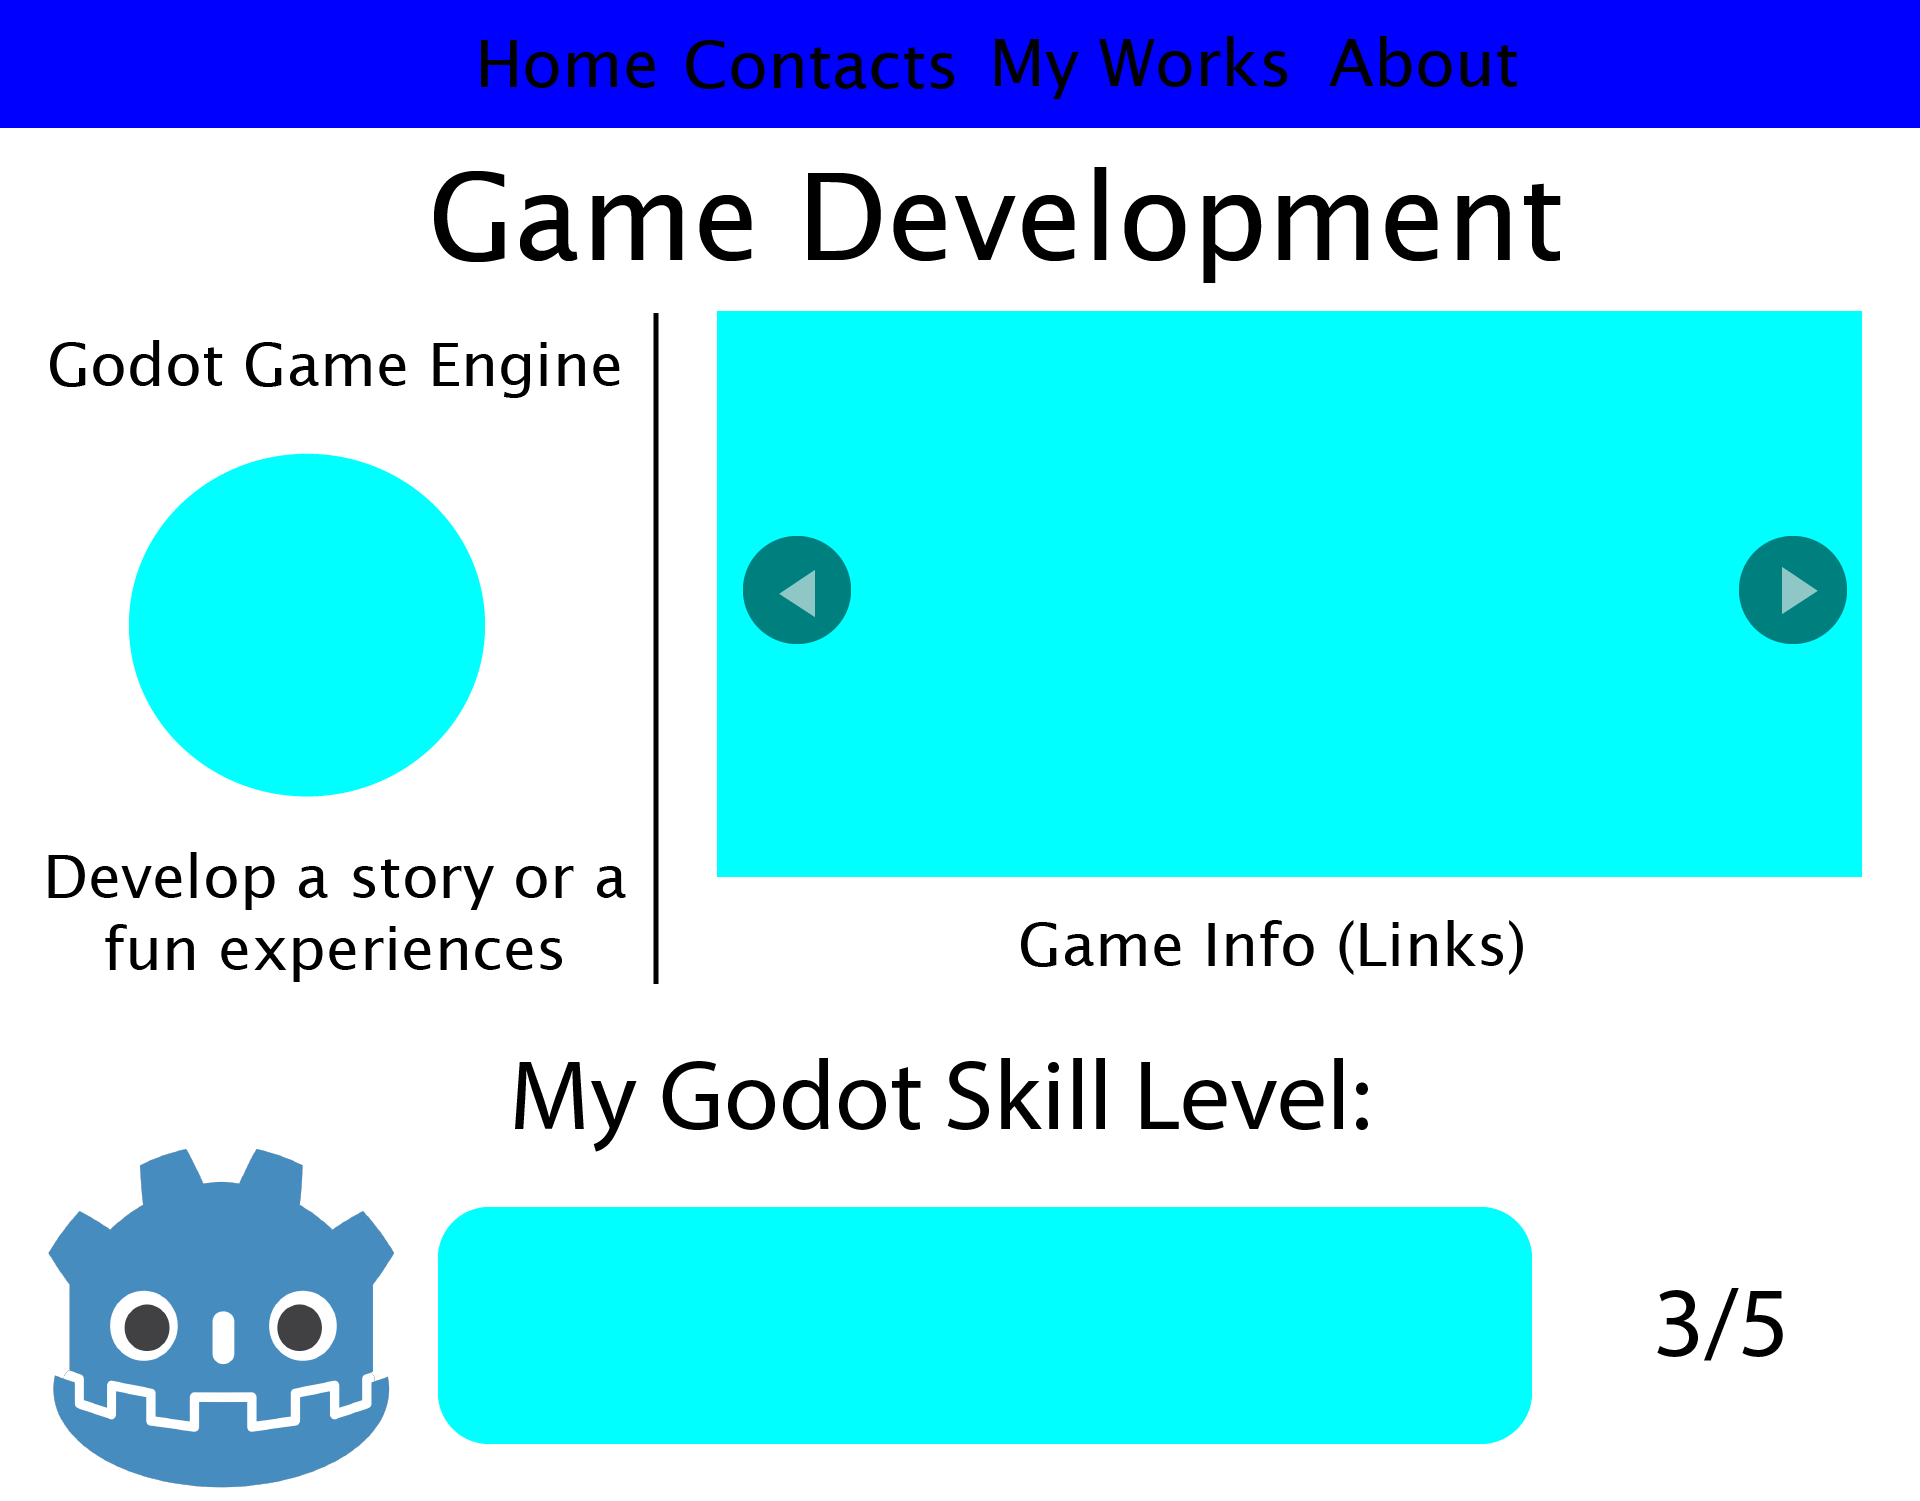 Home Contacts My Works About
Game Development
Godot Game Engine
Develop a story or a
fun experiences
Game Info (Links)
My Godot Skill Level:
3/5